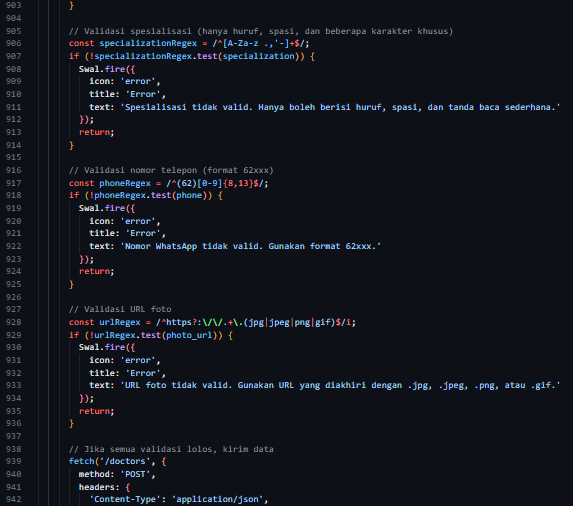 903 }
904
905 // Validasi spesialisasi (hanya huruf, spasi, dan beberapa karakter khusus)
906 const specializationRegex = /^[A-Za-z .,'-]+$/;
907 if (!specializationRegex.test(specialization)) {
908 Swal.fire({
909 icon: 'error',
910 title: 'Error',
911 text: 'Spesialisasi tidak valid. Hanya boleh berisi huruf, spasi, dan tanda baca sederhana.'
912 });
913 return;
914 }
915
916 // Validasi nomor telepon (format 62xxx)
917 const phoneRegex = /^(62)[0-9]{8,13}$/;
918 if (!phoneRegex.test(phone)) {
919 Swal.fire({
920 icon: 'error',
921 title: 'Error',
922 text: 'Nomor WhatsApp tidak valid. Gunakan format 62xxx.'
923 });
924 return;
925 }
926
927 // Validasi URL foto
928 const urlRegex = /^https?:\/\/.+\.(jpg|jpeg|png|gif)$/i;
929 if (!urlRegex.test(photo_url)) {
930 Swal.fire({
931 icon: 'error',
932 title: 'Error',
933 text: 'URL foto tidak valid. Gunakan URL yang diakhiri dengan .jpg, .jpeg, .png, atau .gif.'
934 });
935 return;
936 }
937
938 // Jika semua validasi lolos, kirim data
939 fetch('/doctors', {
940 method: 'POST',
941 headers: {
942 'Content-Type': 'application/json',